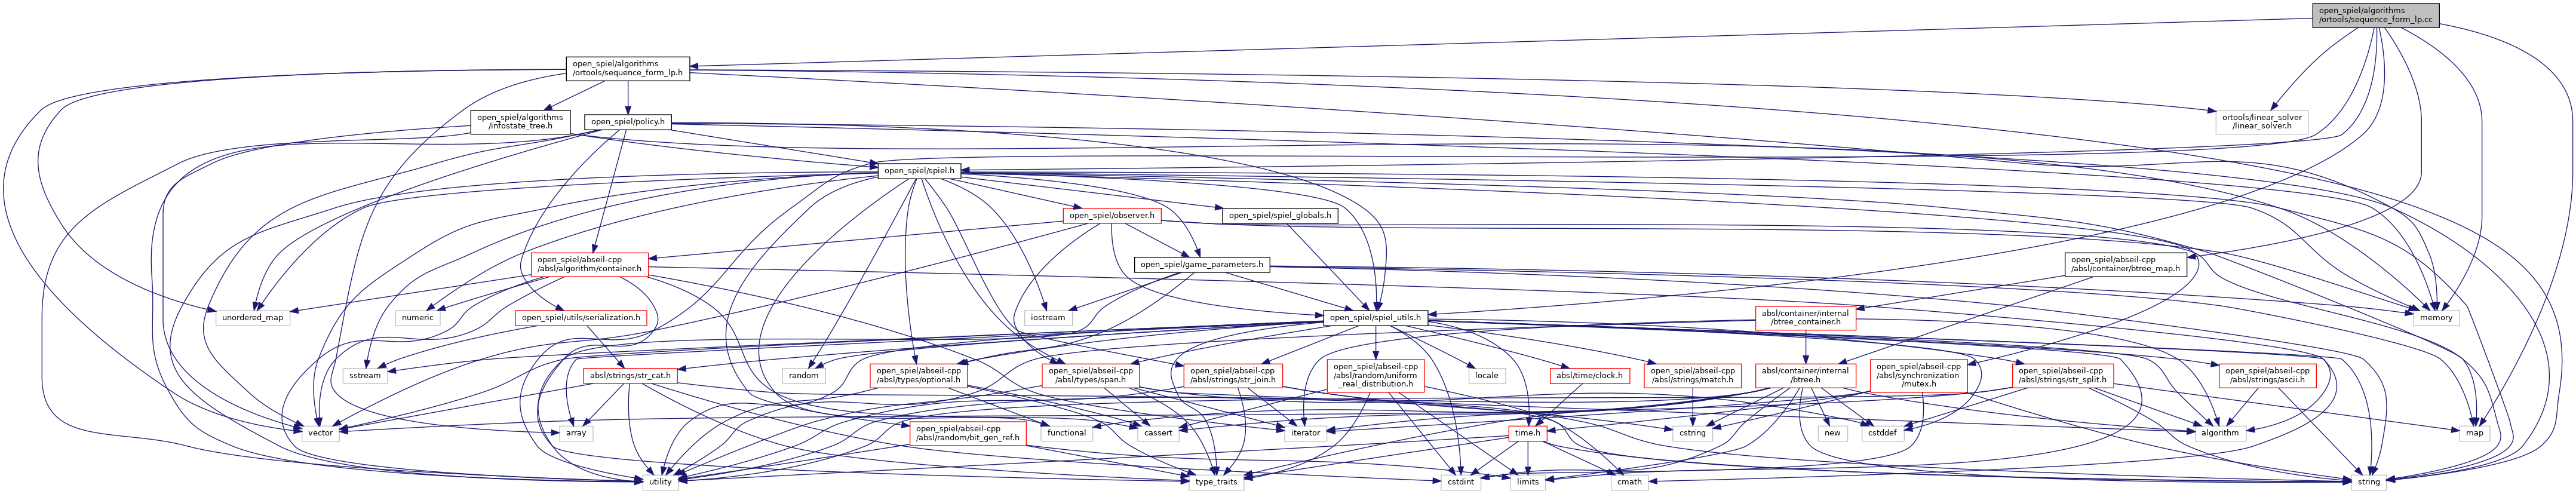 open_spiel/algorithms
/ortools/sequence_form_lp.cc
open_spiel/algorithms
/ortools/sequence_form_lp.h
open_spiel/algorithms
/infostate_tree.h
open_spiel/policy.h
ortools/linear_solver
/linear_solver.h
open_spiel/spiel.h
open_spiel/observer.h
open_spiel/spiel_globals.h
open_spiel/abseil-cpp
/absl/algorithm/container.h
open_spiel/game_parameters.h
open_spiel/abseil-cpp
/absl/container/btree_map.h
unordered_map
numeric
open_spiel/utils/serialization.h
iostream
open_spiel/spiel_utils.h
absl/container/internal
/btree_container.h
memory
sstream
absl/strings/str_cat.h
random
open_spiel/abseil-cpp
/absl/types/optional.h
open_spiel/abseil-cpp
/absl/types/span.h
open_spiel/abseil-cpp
/absl/strings/str_join.h
open_spiel/abseil-cpp
/absl/random/uniform
_real_distribution.h
locale
absl/time/clock.h
open_spiel/abseil-cpp
/absl/strings/match.h
absl/container/internal
/btree.h
open_spiel/abseil-cpp
/absl/synchronization
/mutex.h
open_spiel/abseil-cpp
/absl/strings/str_split.h
open_spiel/abseil-cpp
/absl/strings/ascii.h
vector
array
open_spiel/abseil-cpp
/absl/random/bit_gen_ref.h
functional
cassert
iterator
time.h
cstring
new
cstddef
algorithm
map
utility
type_traits
cstdint
limits
cmath
string